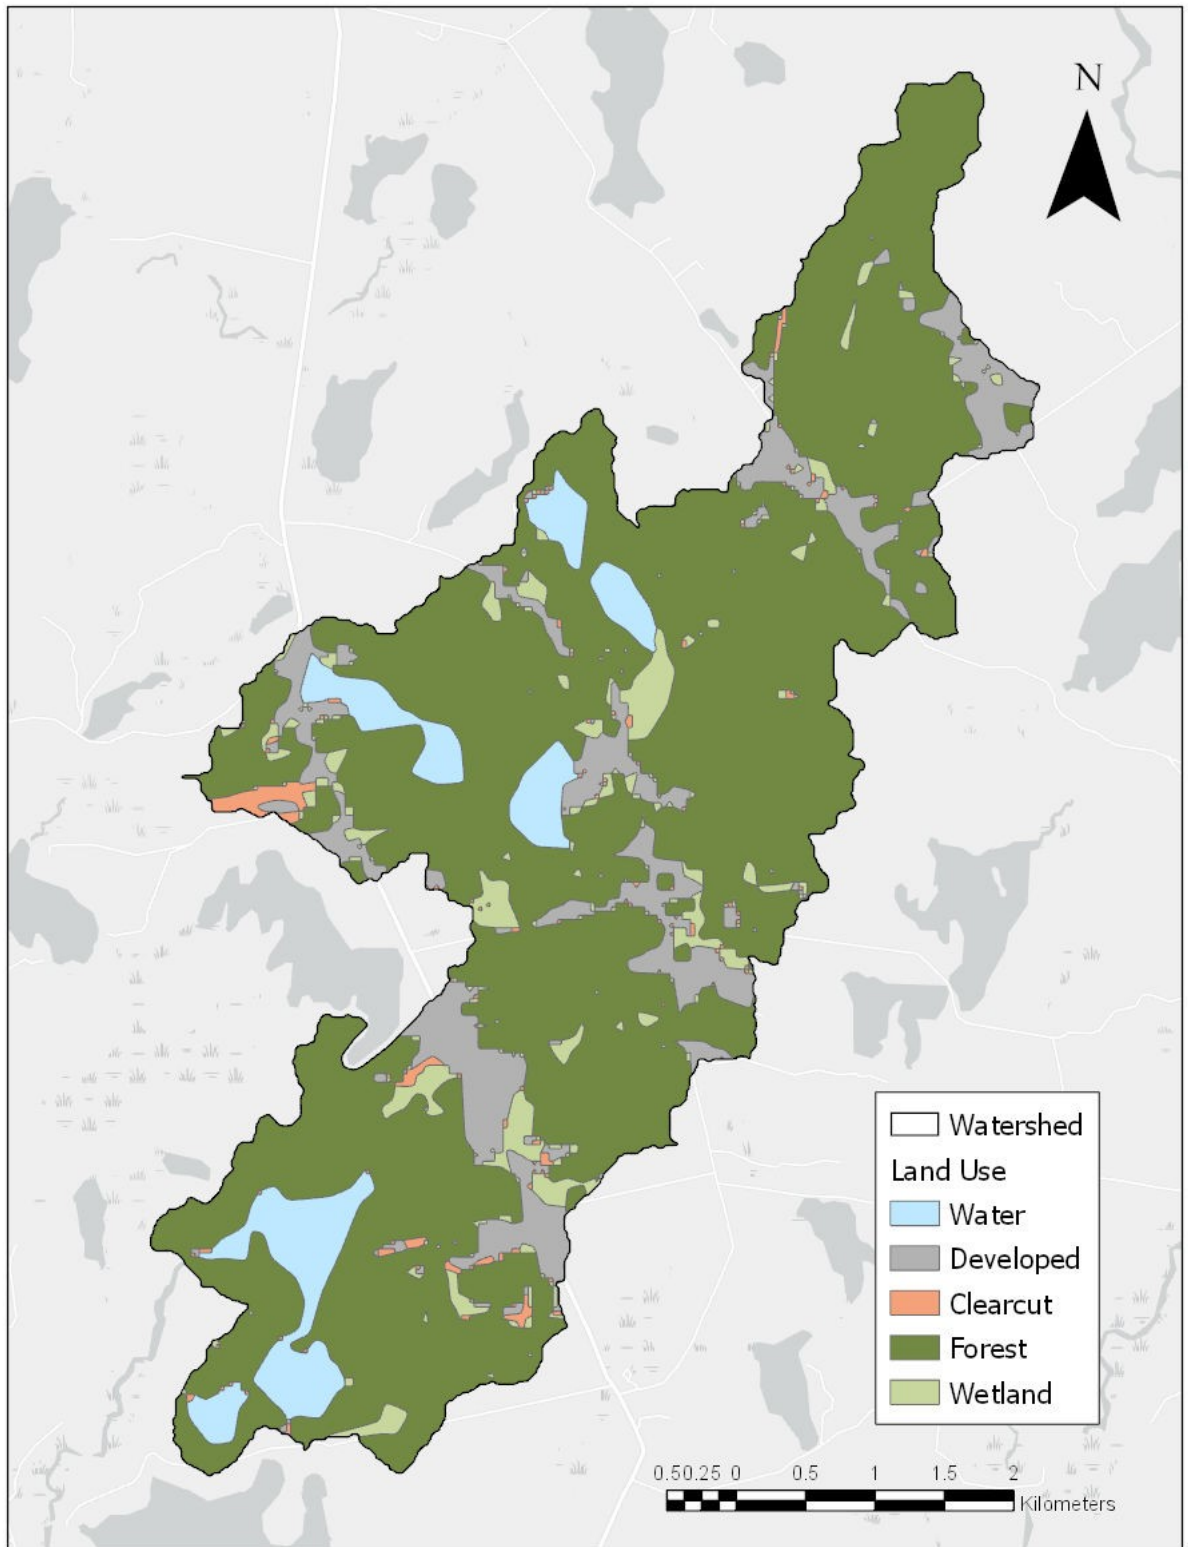 N
Watershed
Land Use
Water
Developed
Clearcut
Forest
Wetland
0.50.25 0 0.5 1 1.5 2
Kilometers